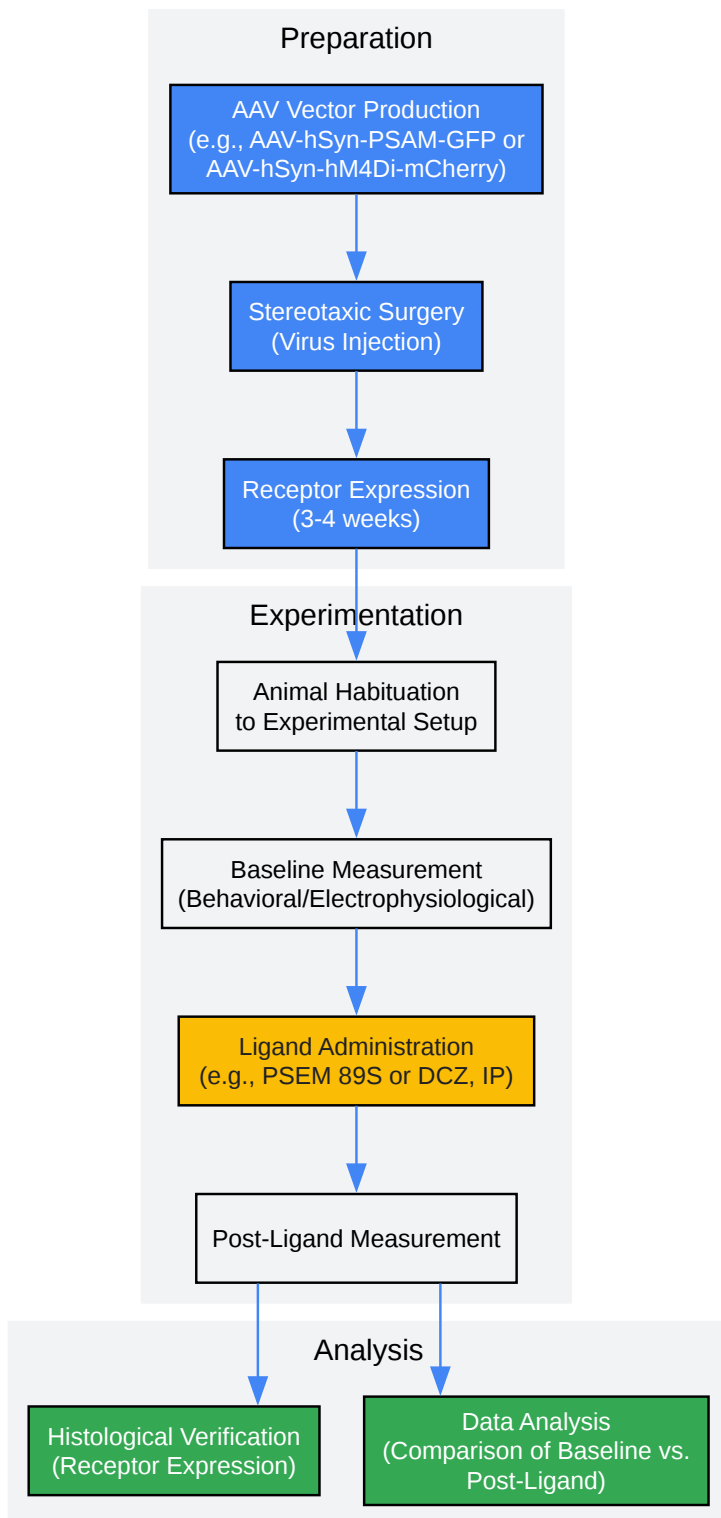 Preparation
AAV Vector Production
(e.g., AAV-hSyn-PSAM-GFP or
AAV-hSyn-hM4Di-mCherry)
Stereotaxic Surgery
(Virus Injection)
Receptor Expression
(3-4 weeks)
Experimentation
Animal Habituation
to Experimental Setup
Baseline Measurement
(Behavioral/Electrophysiological)
Ligand Administration
(e.g., PSEM 89S or DCZ, IP)
Post-Ligand Measurement
Analysis
Histological Verification
(Receptor Expression)
Data Analysis
(Comparison of Baseline vs.
Post-Ligand)